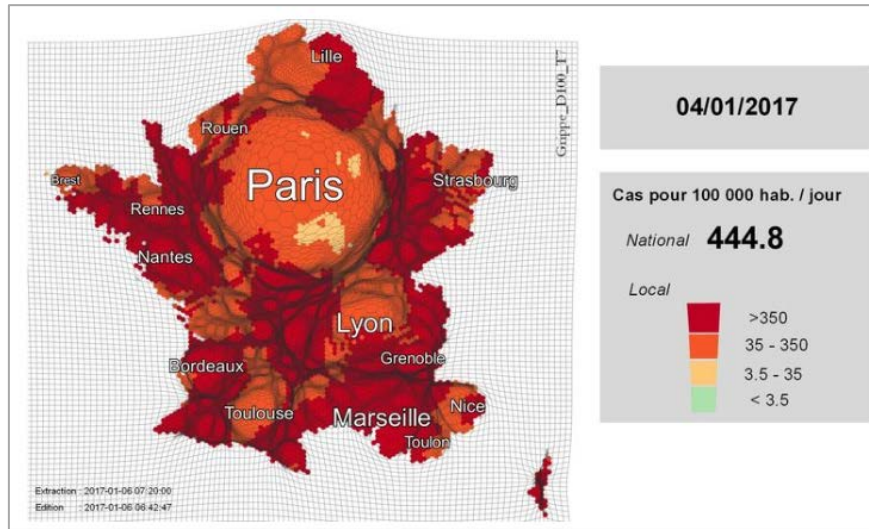 Lille
Grippe_D100_T7
Rouen
Paris
Brest
Strasbourg
Rennes
Nantes
Lyon
Bordeaux
Grenoble
Toulouse
Marseille
Nice
Toulon
Extraction : 2017-01-06 07:20:00
Edition : 2017-01-06 06:42:47
04/01/2017
Cas pour 100 000 hab. / jour
National 444.8
Local
>350
35 - 350
3.5 - 35
< 3.5